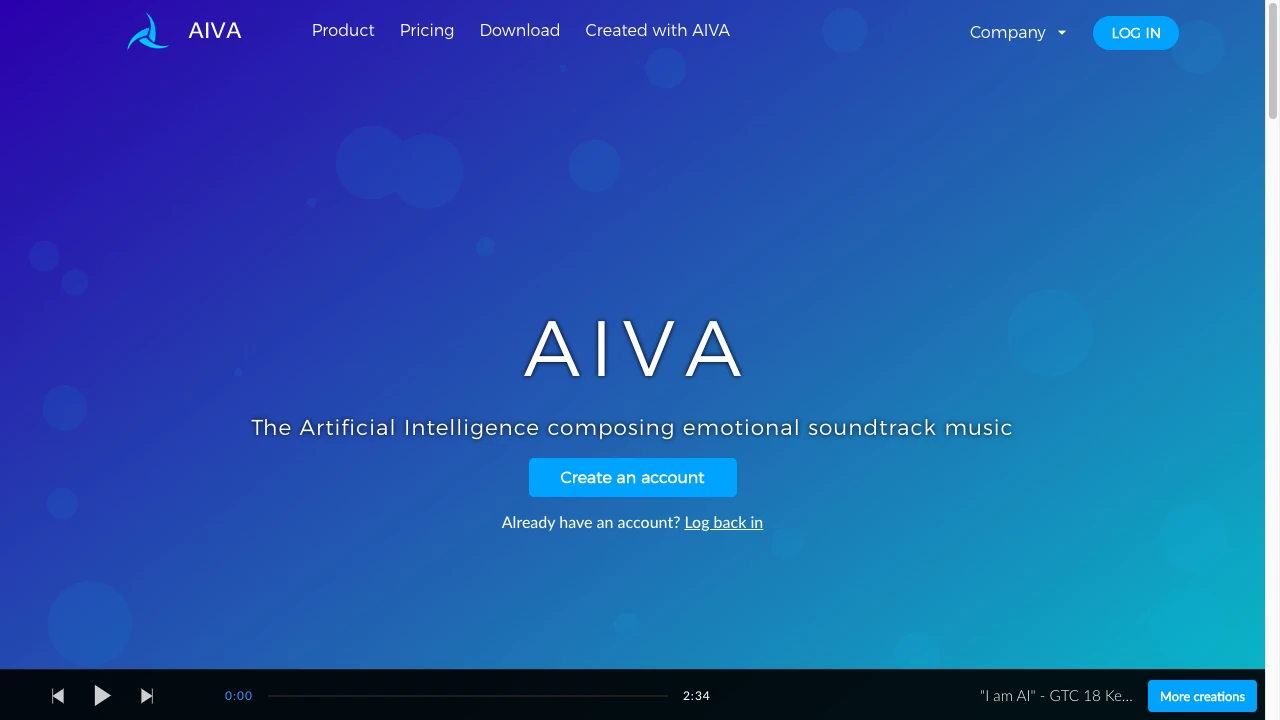 AIVA
Product
Pricing
Download
Created with AIVA
Company
LOG IN
AIVA
The Artificial Intelligence composing emotional soundtrack music
Create an account
Already have an account? Log back in
0:00
2:34
"I am AI" - GTC 18 Ke...
More creations